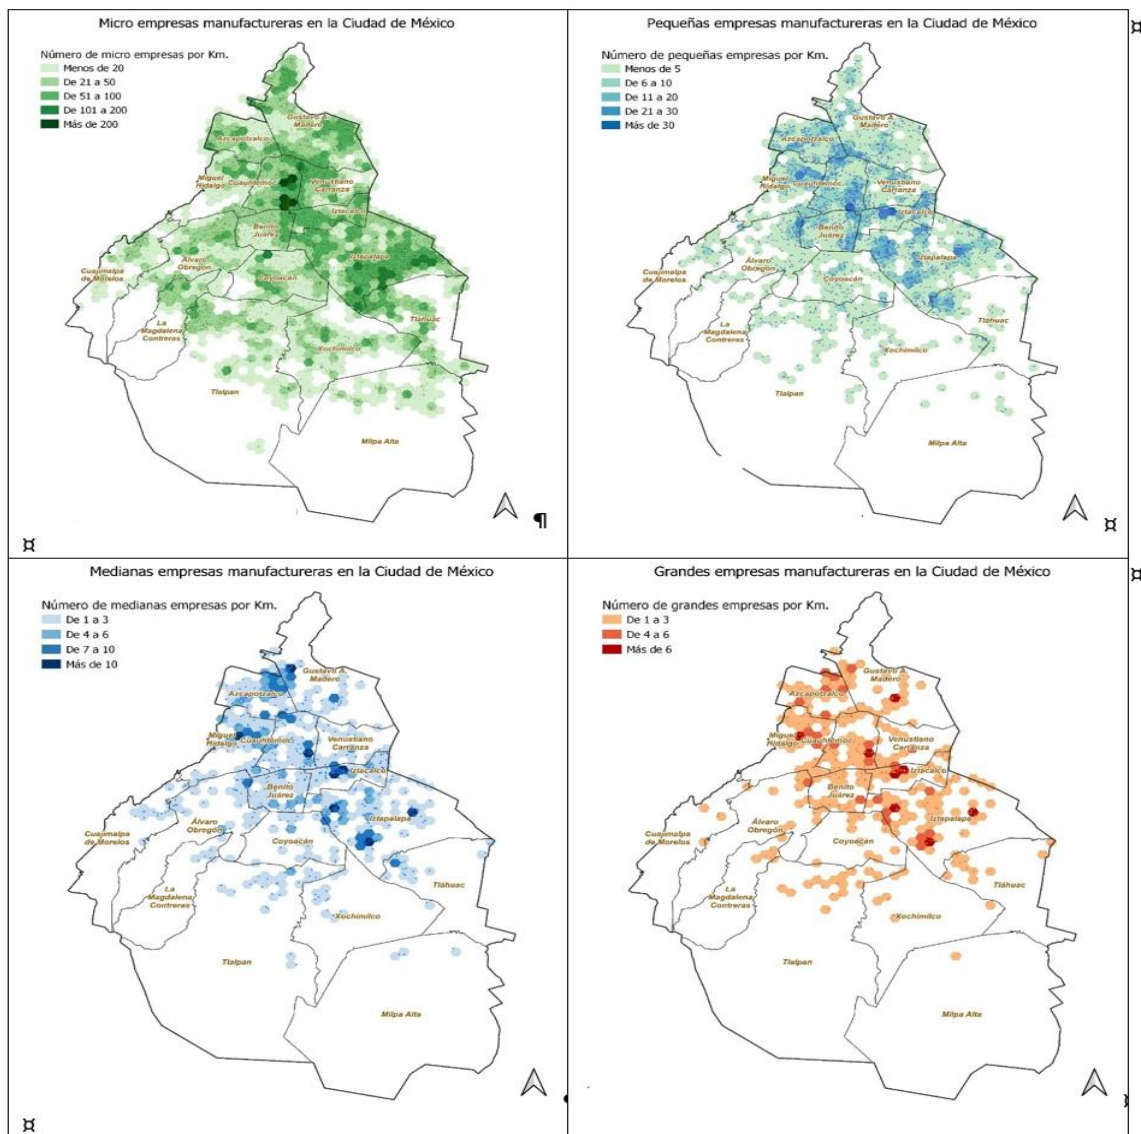 Micro empresas manufactureras en la Ciudad de México
Número de micro empresas por Km.
Menos de 20
De 21 a 50
De 51 a 100
De 101 a 200
Más de 200
Gustavo A.
Madero
Azcapotzalco
Miguel
Hidalgo
Cuauhtémoc
Venustiano
Carranza
Iztacalco
Benito
Juárez
Iztapalapa
Álvaro
Obregón
Coyoacán
Cuajimalpa
de Morelos
La
Magdalena
Contreras
Tláhuac
Xochimilco
Tlalpan
Milpa Alta
¶
¤
Pequeñas empresas manufactureras en la Ciudad de México
¤
Número de pequeñas empresas por Km.
Menos de 5
De 6 a 10
De 11 a 20
De 21 a 30
Más de 30
Gustavo A.
Madero
Azcapotzalco
Miguel
Hidalgo
Cuauhtémoc
Venustiano
Carranza
Iztacalco
Benito
Juárez
Iztapalapa
Álvaro
Obregón
Coyoacán
Cuajimalpa
de Morelos
La
Magdalena
Contreras
Tláhuac
Xochimilco
Tlalpan
Milpa Alta
¤
Medianas empresas manufactureras en la Ciudad de México
Número de medianas empresas por Km.
De 1 a 3
De 4 a 6
De 7 a 10
Más de 10
Gustavo A.
Madero
Azcapotzalco
Miguel
Hidalgo
Cuauhtémoc
Venustiano
Carranza
Iztacalco
Benito
Juárez
Iztapalapa
Álvaro
Obregón
Coyoacán
Cuajimalpa
de Morelos
La
Magdalena
Contreras
Tláhuac
Xochimilco
Tlalpan
Milpa Alta
¤
Grandes empresas manufactureras en la Ciudad de México
¤
Número de grandes empresas por Km.
De 1 a 3
De 4 a 6
Más de 6
Gustavo A.
Madero
Azcapotzalco
Miguel
Hidalgo
Cuauhtémoc
Venustiano
Carranza
Iztacalco
Benito
Juárez
Iztapalapa
Álvaro
Obregón
Coyoacán
Cuajimalpa
de Morelos
La
Magdalena
Contreras
Tláhuac
Xochimilco
Tlalpan
Milpa Alta